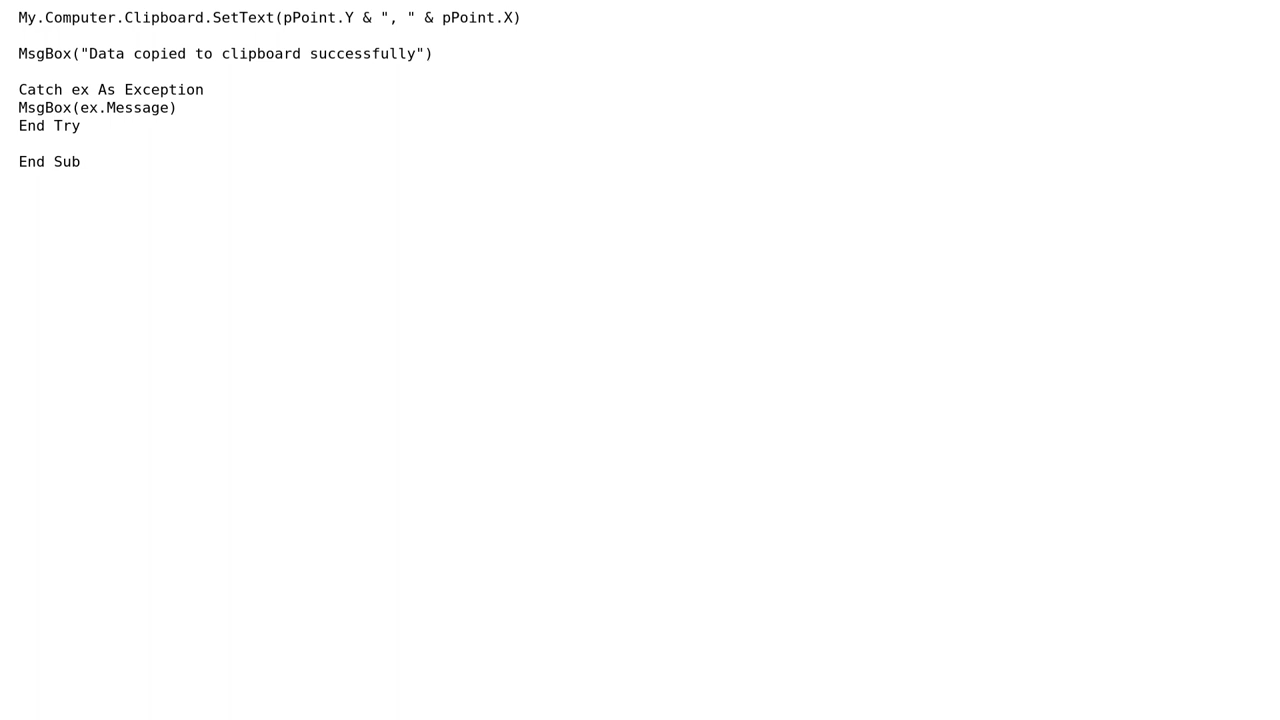 My.Computer.Clipboard.SetText(pPoint.Y & ", " & pPoint.X)
MsgBox("Data copied to clipboard successfully")
Catch ex As Exception
MsgBox(ex.Message)
End Try
End Sub